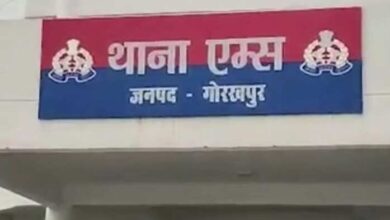 थाना एम्स
जनपद - गोरखपुर